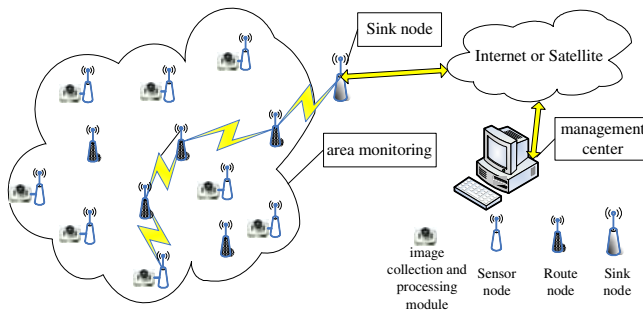 Sink node
Internet or Satellite
area monitoring
management
center
image
collection and
processing
module
Sensor
node
Route
node
Sink
node